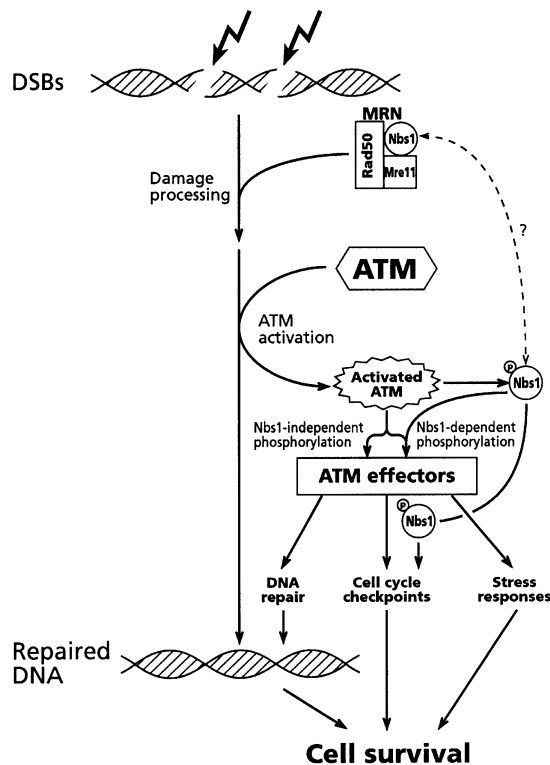 DSBs
MRN
Rad50
Nbs1
Mre11
Damage
processing
?
ATM
ATM
activation
Activated
ATM
P
Nbs1
Nbs1-independent
phosphorylation
Nbs1-dependent
phosphorylation
ATM effectors
P
Nbs1
DNA
repair
Cell cycle
checkpoints
Stress
responses
Repaired
DNA
Cell survival